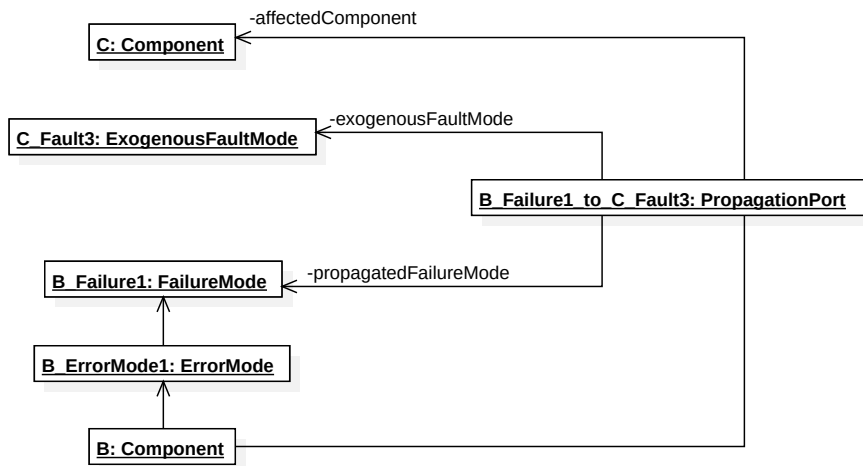 -affectedComponent
C: Component
-exogenousFaultMode
C_Fault3: ExogenousFaultMode
B_Failure1_to_C_Fault3: PropagationPort
-propagatedFailureMode
B_Failure1: FailureMode
B_ErrorMode1: ErrorMode
B: Component